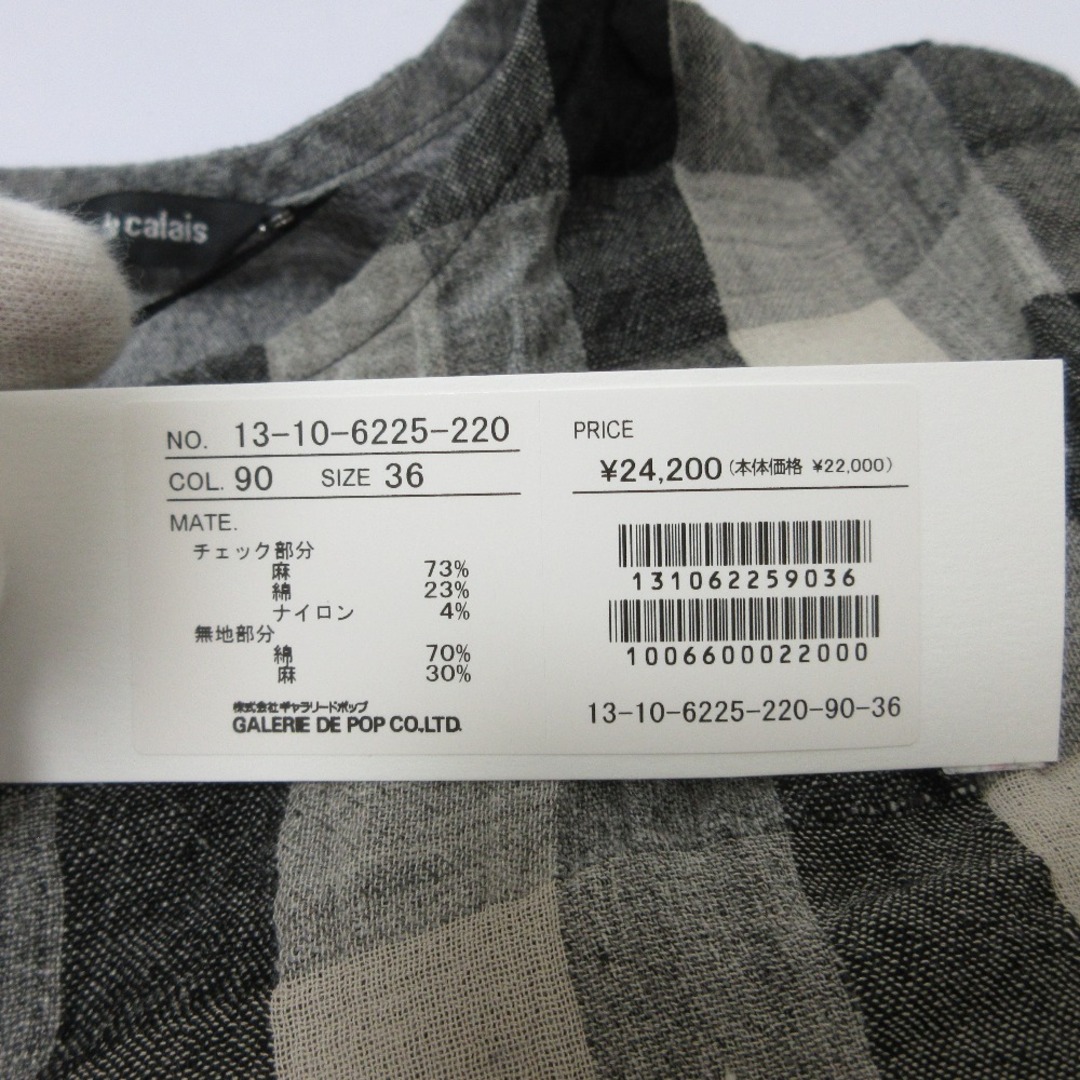 calais
NO. 13-10-6225-220
COL. 90 SIZE 36
MATE.
チェック部分
麻 73%
綿 23%
ナイロン 4%
無地部分
綿 70%
麻 30%
株式会社ギャラリードポップ
GALERIE DE POP CO.,LTD.
PRICE
¥24,200 (本体価格 ¥22,000)
131062259036
1006600022000
13-10-6225-220-90-36